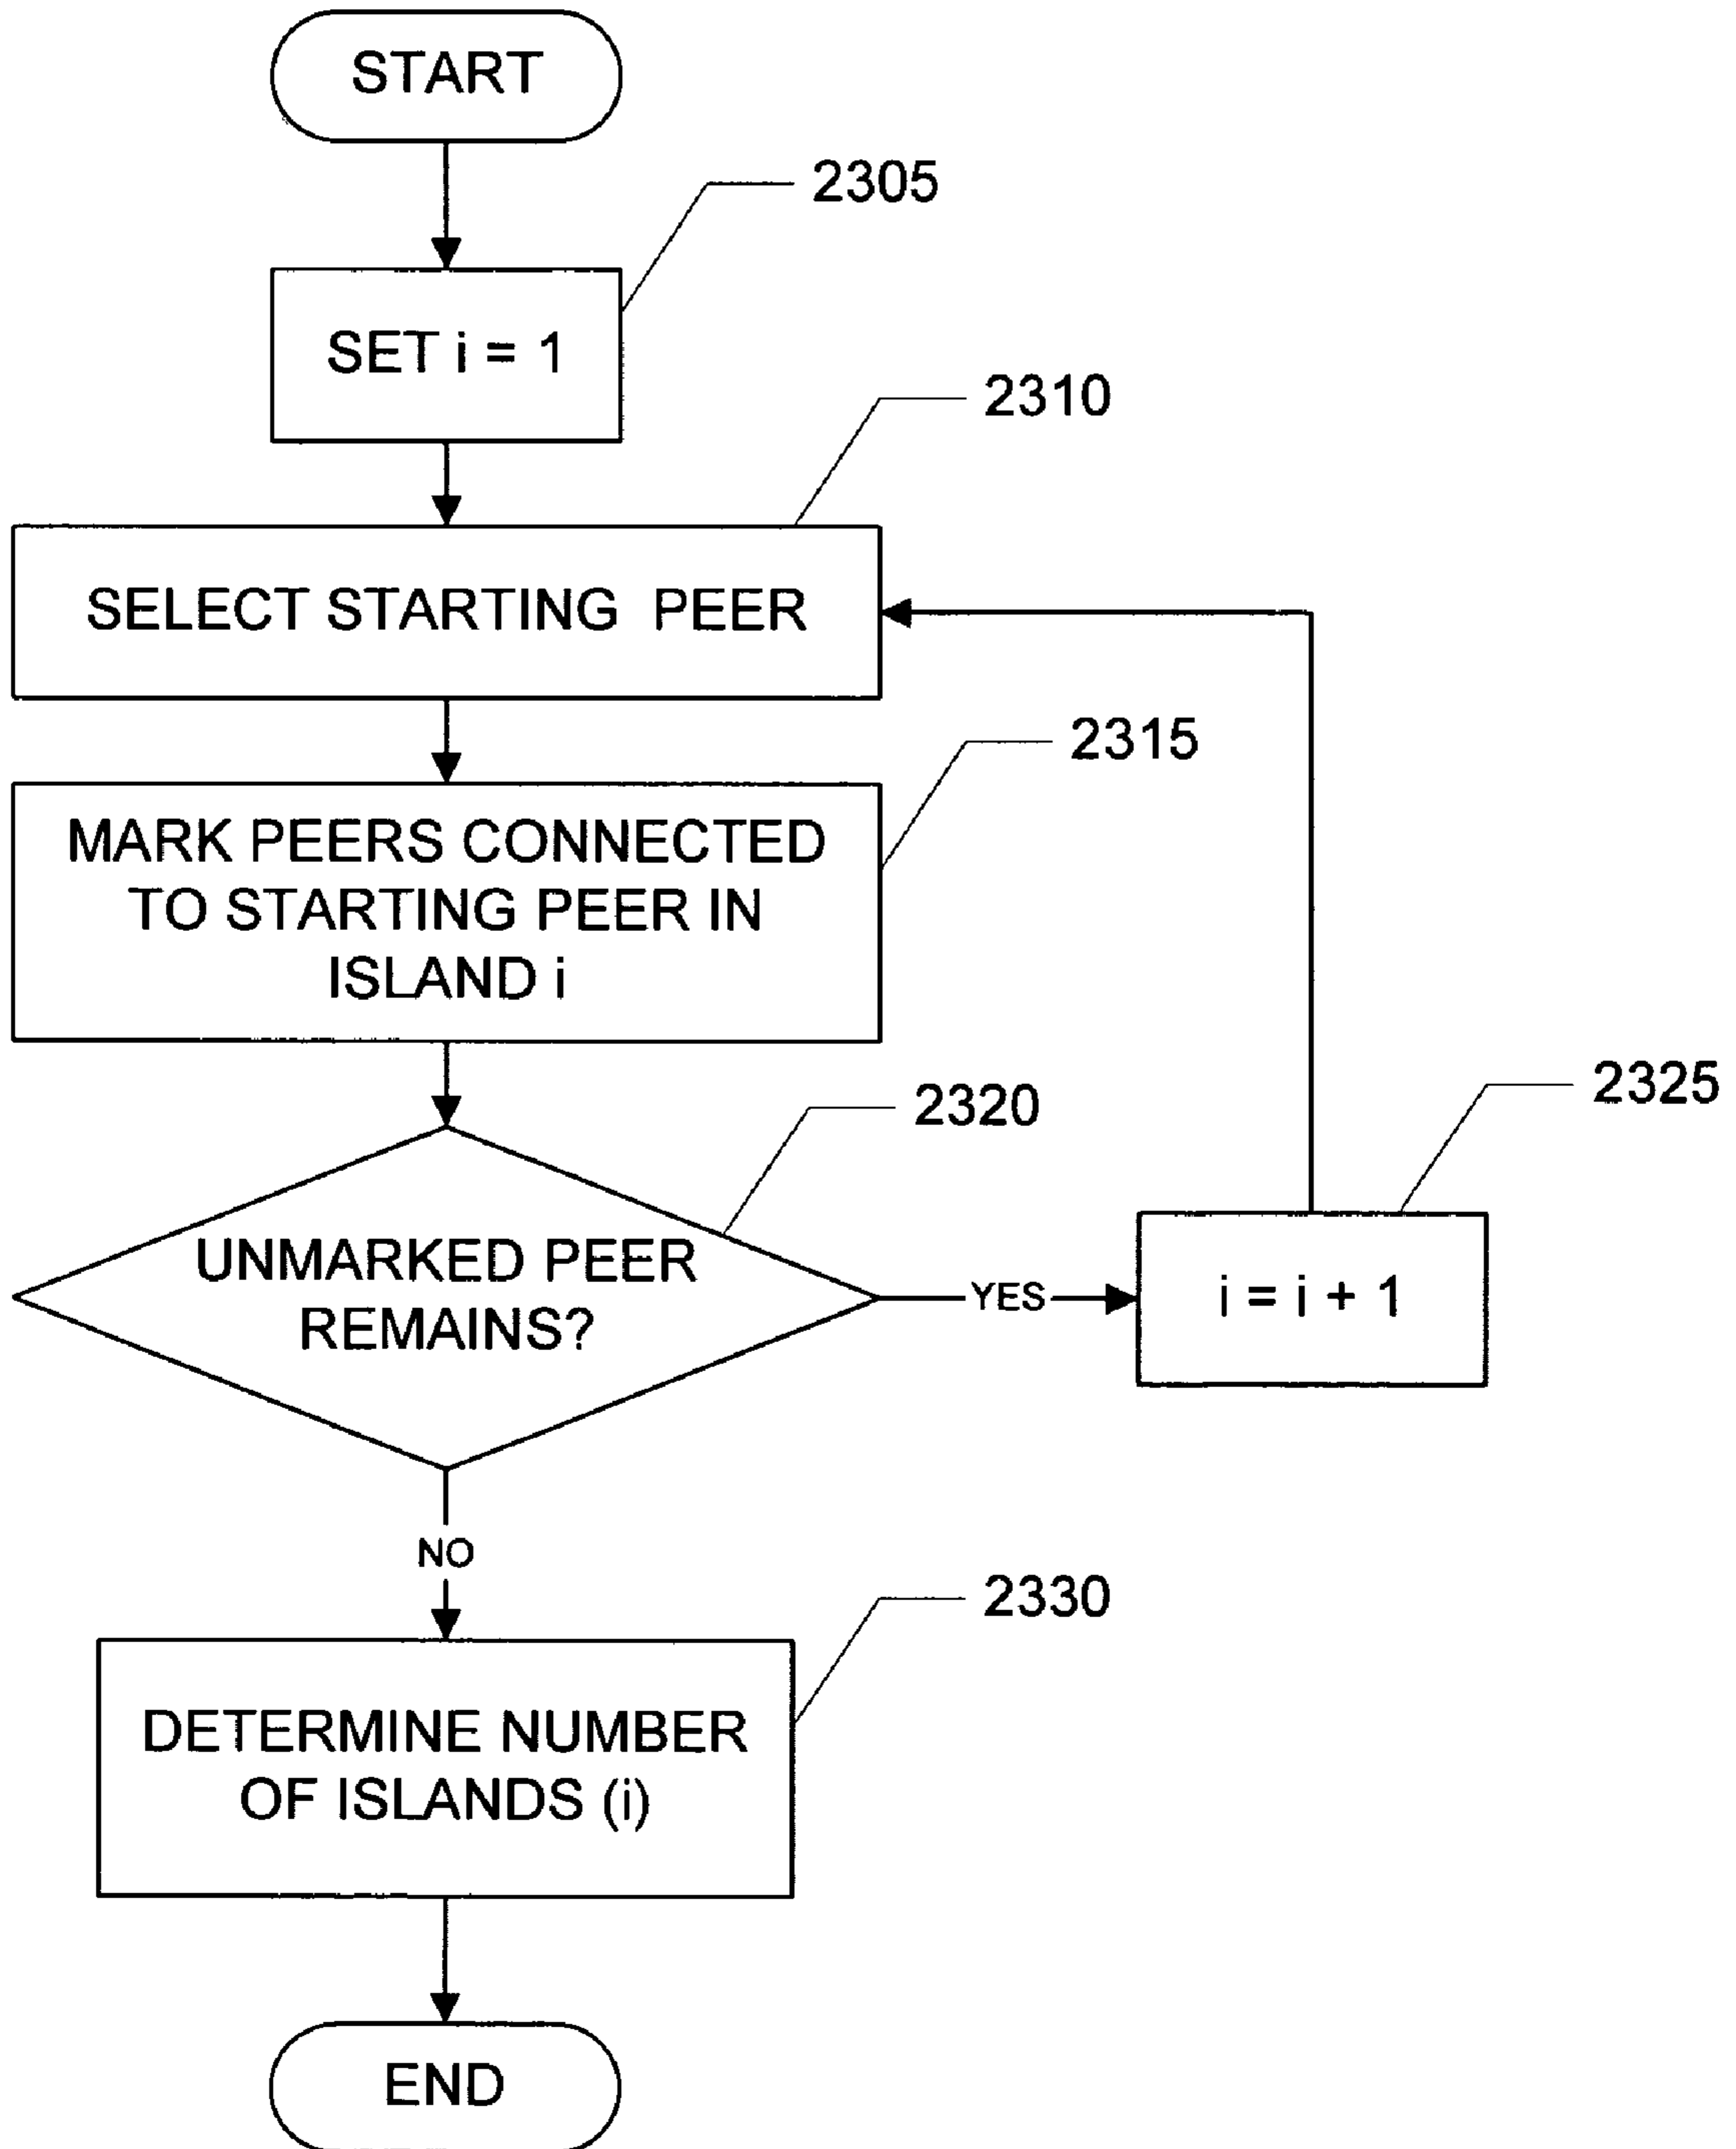 START
2305
SET i = 1
2310
SELECT STARTING PEER
2315
MARK PEERS CONNECTED
TO STARTING PEER IN
ISLAND i
2320
2325
UNMARKED PEER
REMAINS?
YES
i = i + 1
NO
2330
DETERMINE NUMBER
OF ISLANDS (i)
END